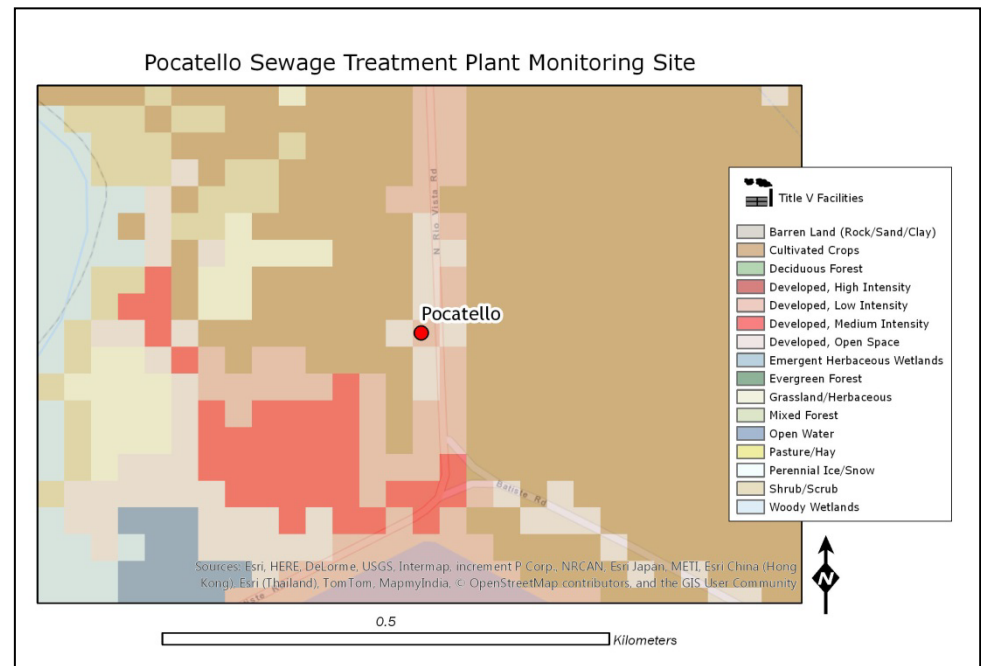 Pocatello Sewage Treatment Plant Monitoring Site
N Rio Vista Rd
Pocatello
Batiste Rd
Sources: Esri, HERE, DeLorme, USGS, Intermap, increment P Corp., NRCAN, Esri Japan, METI, Esri China (Hong
Kong), Esri (Thailand), TomTom, MapmyIndia, © OpenStreetMap contributors, and the GIS User Community
Title V Facilities
Barren Land (Rock/Sand/Clay)
Cultivated Crops
Deciduous Forest
Developed, High Intensity
Developed, Low Intensity
Developed, Medium Intensity
Developed, Open Space
Emergent Herbaceous Wetlands
Evergreen Forest
Grassland/Herbaceous
Mixed Forest
Open Water
Pasture/Hay
Perennial Ice/Snow
Shrub/Scrub
Woody Wetlands
N
0.5
Kilometers